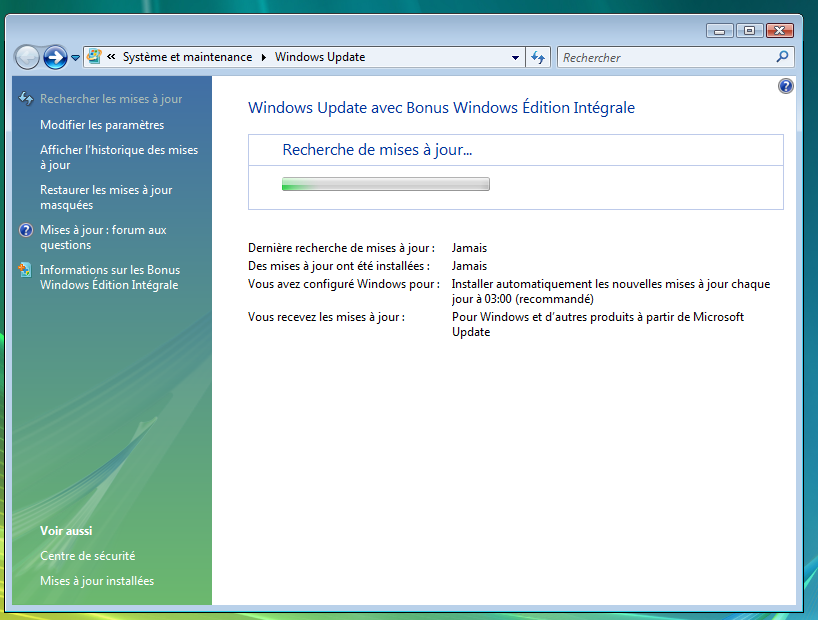 « Système et maintenance ▸ Windows Update
Rechercher
Rechercher les mises à jour
Modifier les paramètres
Afficher l'historique des mises
à jour
Restaurer les mises à jour
masquées
Mises à jour : forum aux
questions
Informations sur les Bonus
Windows Édition Intégrale
Voir aussi
Centre de sécurité
Mises à jour installées
Windows Update avec Bonus Windows Édition Intégrale
Recherche de mises à jour...
Dernière recherche de mises à jour : Jamais
Des mises à jour ont été installées : Jamais
Vous avez configuré Windows pour : Installer automatiquement les nouvelles mises à jour chaque
jour à 03:00 (recommandé)
Vous recevez les mises à jour : Pour Windows et d'autres produits à partir de Microsoft
Update